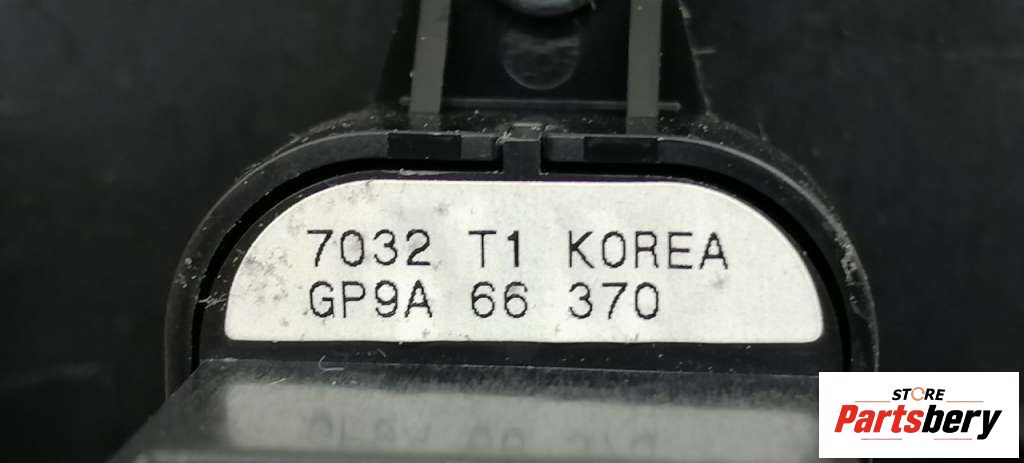 7032 T1 KOREA
GP9A 66 370
STORE
Partsbery